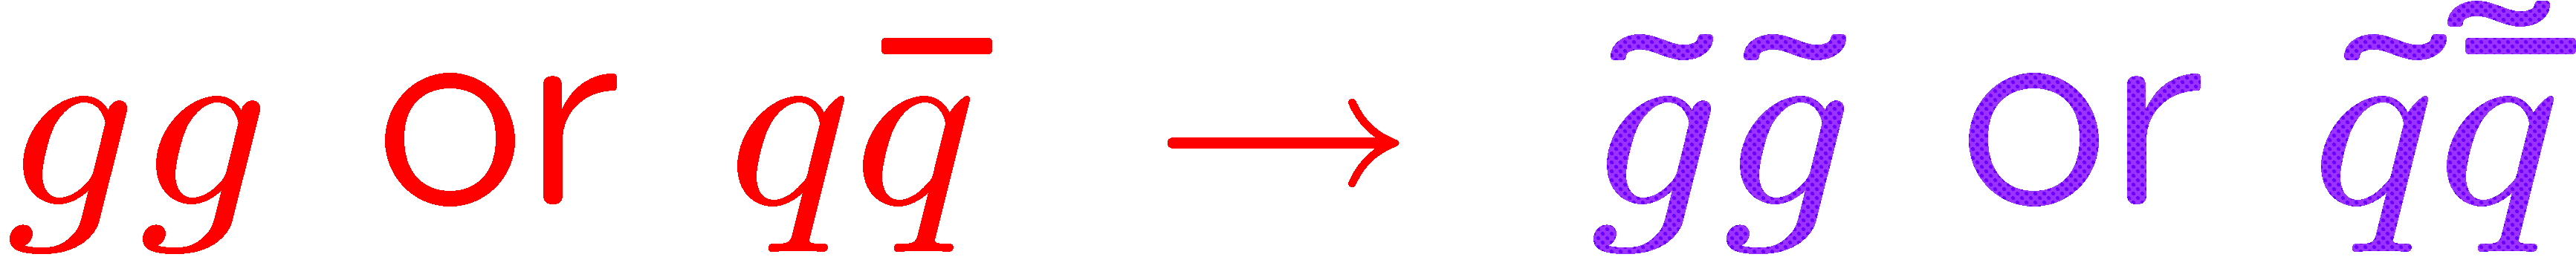 gg or qq̅ → g̃g̃ or q̃q̅̃